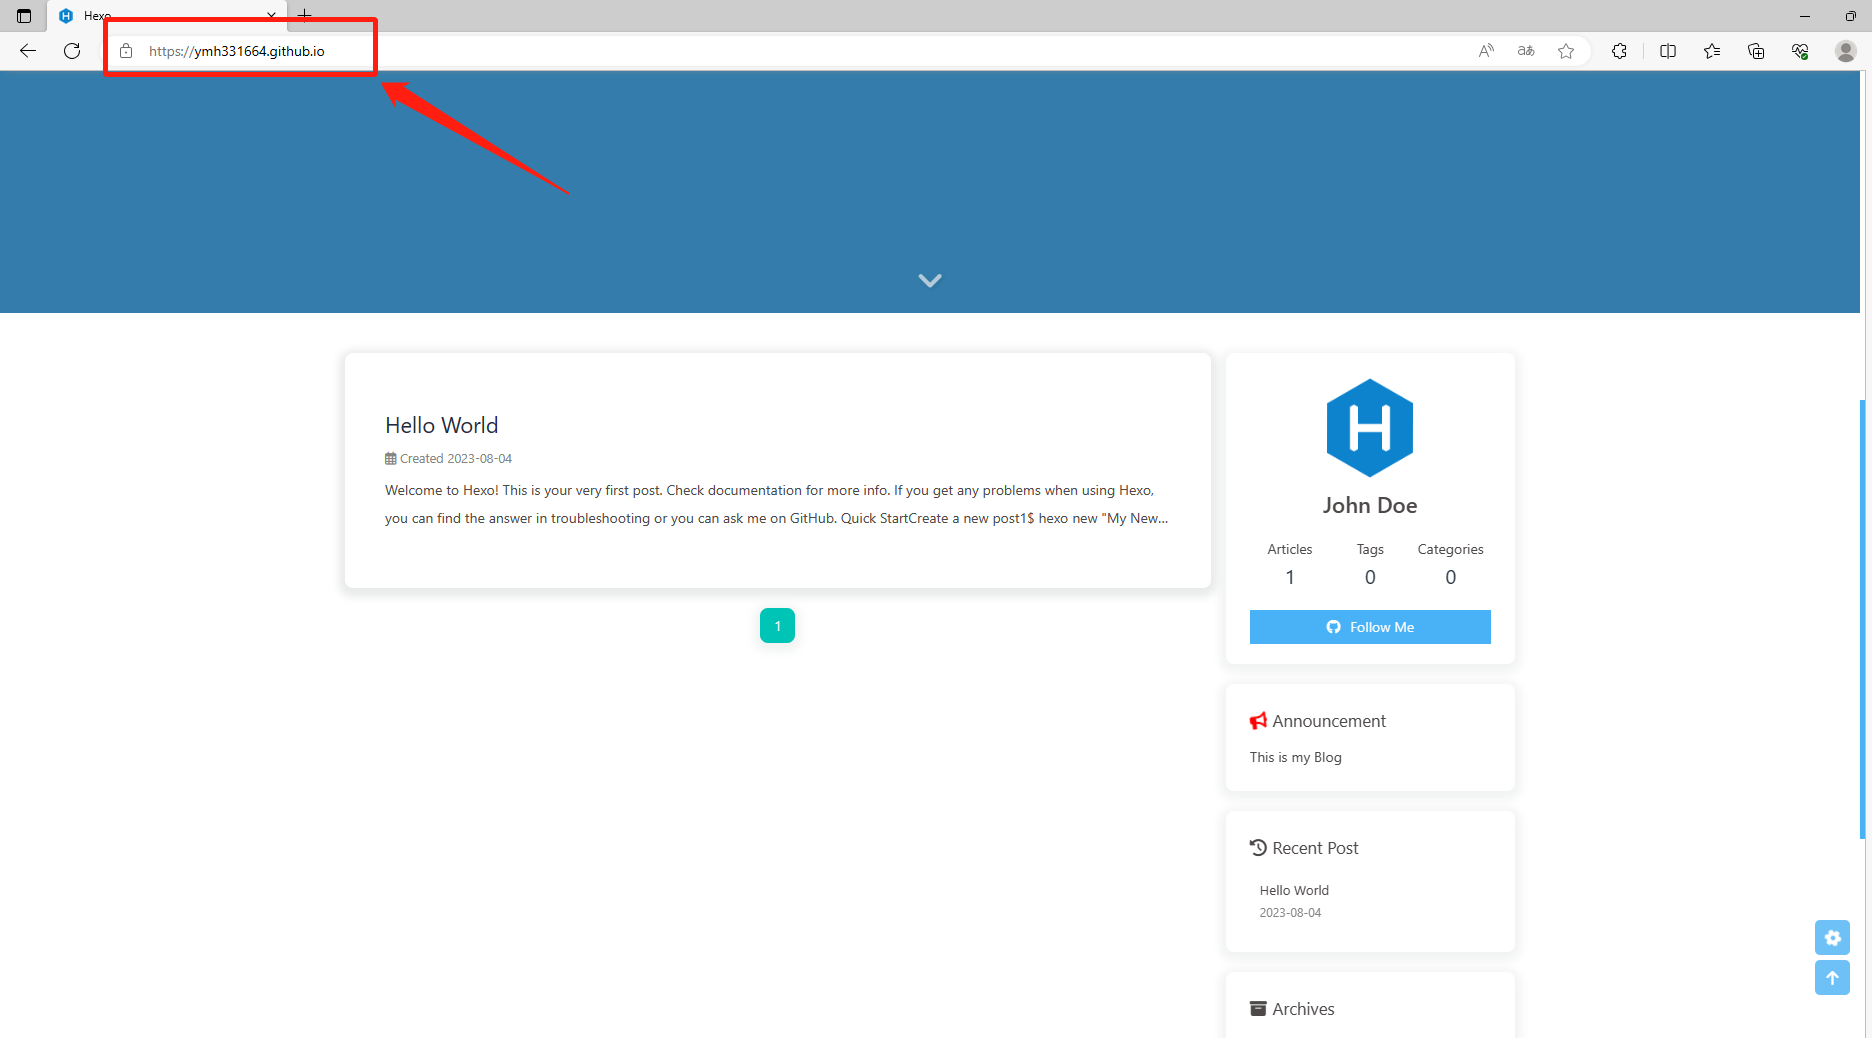 Hexo
https://ymh331664.github.io
Hello World
Created 2023-08-04
Welcome to Hexo! This is your very first post. Check documentation for more info. If you get any problems when using Hexo,
you can find the answer in troubleshooting or you can ask me on GitHub. Quick StartCreate a new post1$ hexo new "My New...
1
John Doe
Articles Tags Categories
1 0 0
Follow Me
Announcement
This is my Blog
Recent Post
Hello World
2023-08-04
Archives